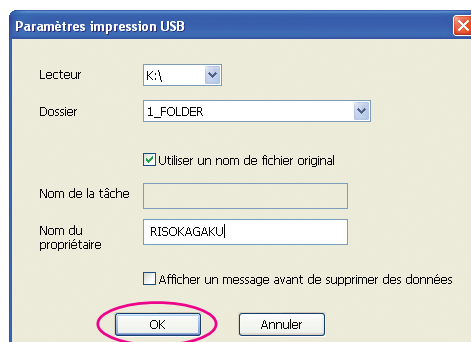 Paramètres impression USB
Lecteur
K:\
Dossier
1_FOLDER
Utiliser un nom de fichier original
Nom de la tâche
Nom du
propriétaire
RISOKAGAKU
Afficher un message avant de supprimer des données
OK
Annuler